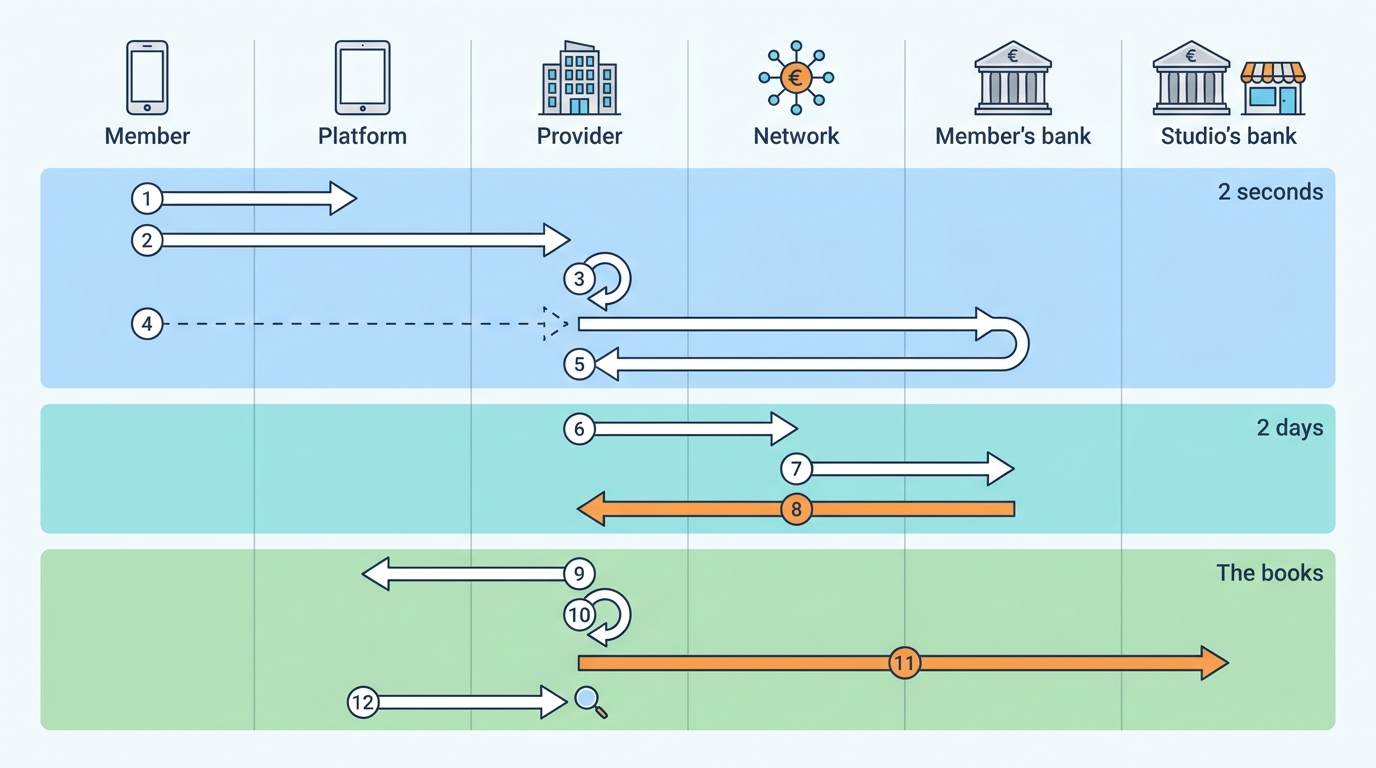 €
€
€
Member
Platform
Provider
Network
Member's bank
Studio's bank
2 seconds
1
2
3
4
5
2 days
6
7
8
The books
9
10
11
12